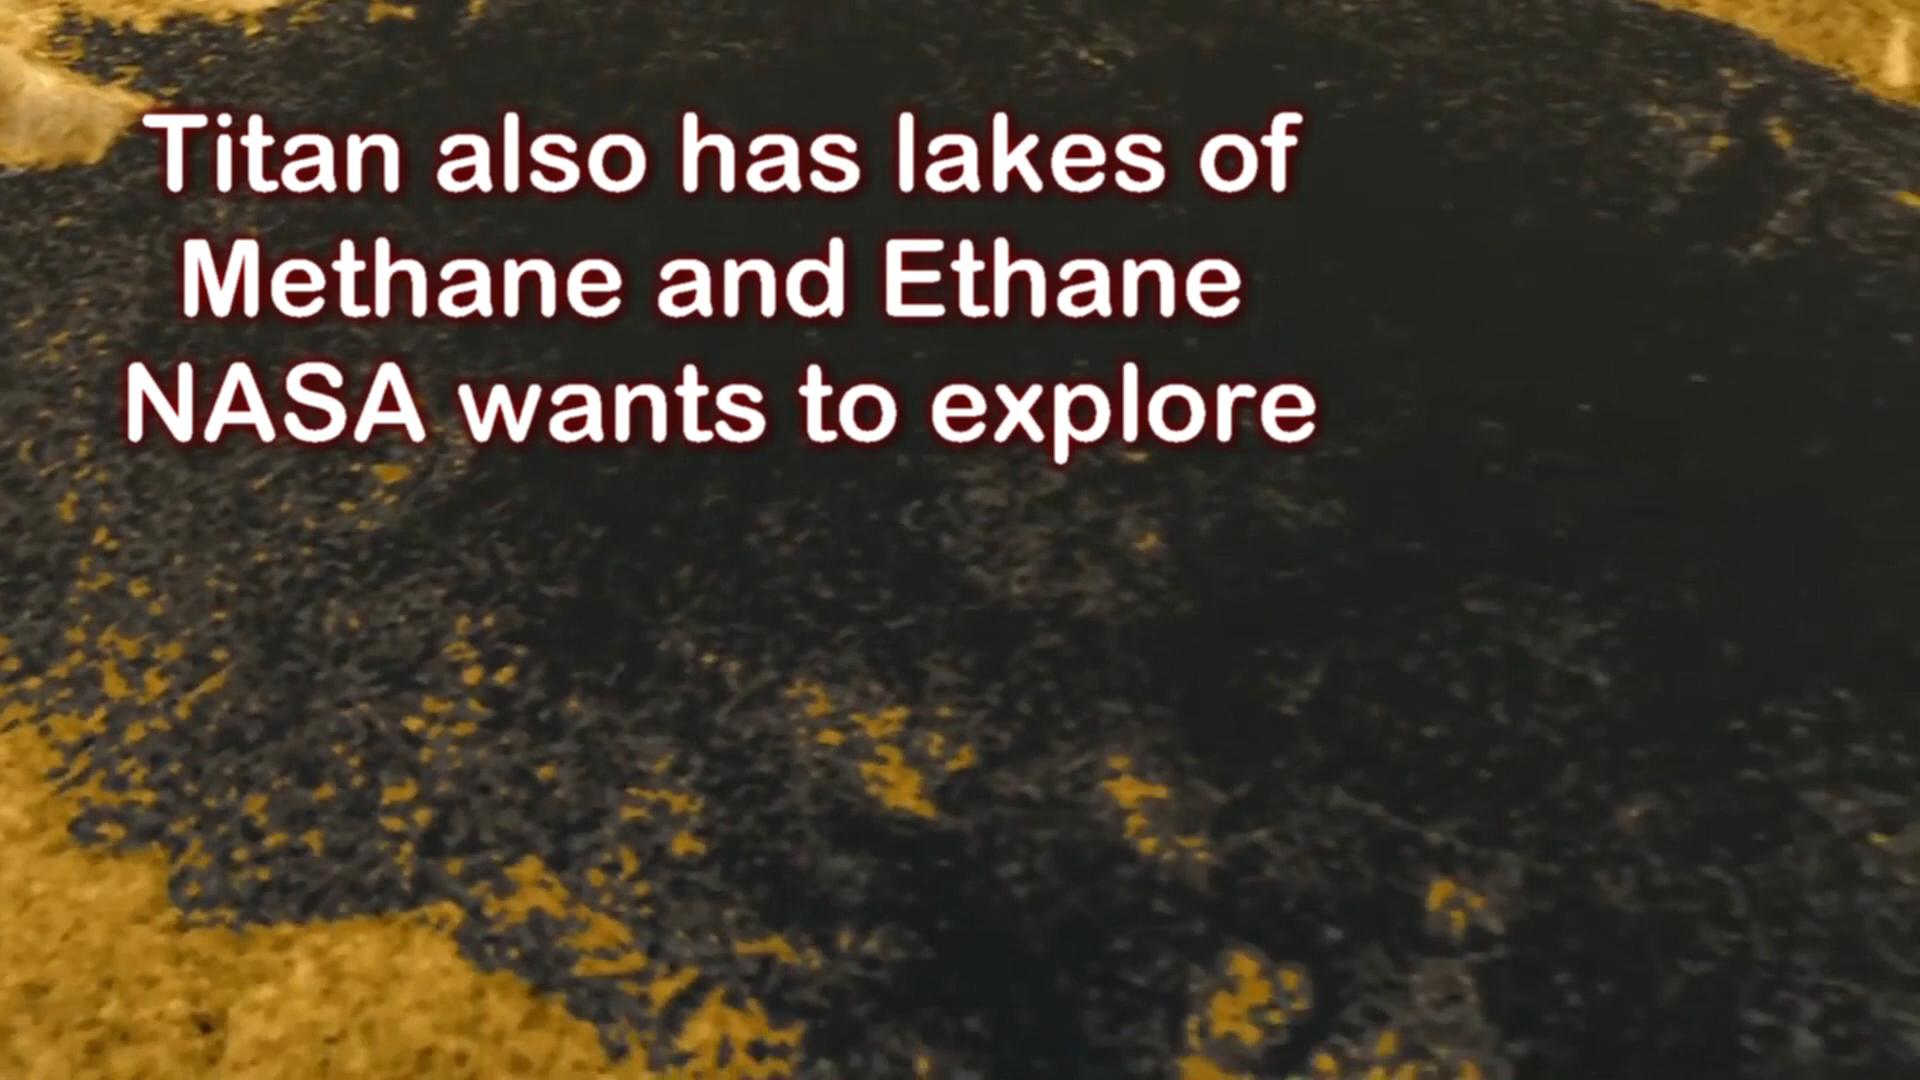 Titan also has lakes of
Methane and Ethane
NASA wants to explore